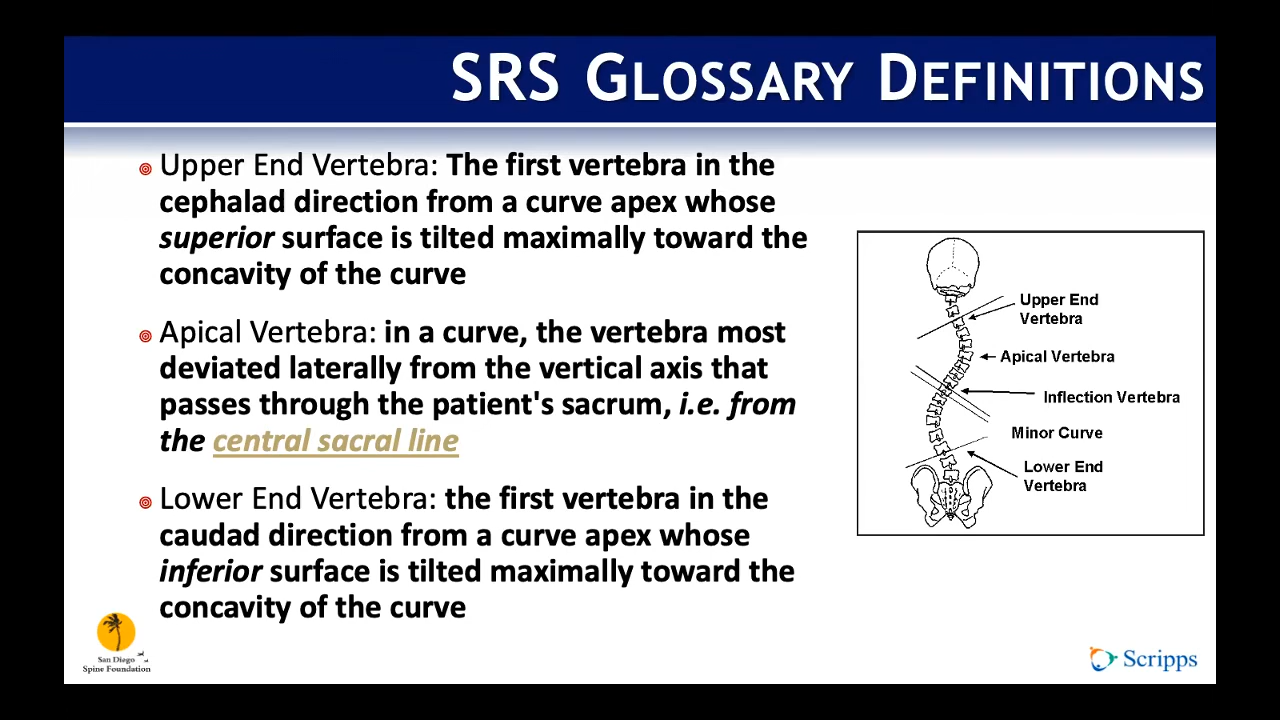 SRS GLOSSARY DEFINITIONS
Upper End Vertebra: The first vertebra in the
cephalad direction from a curve apex whose
superior surface is tilted maximally toward the
concavity of the curve
Apical Vertebra: in a curve, the vertebra most
deviated laterally from the vertical axis that
passes through the patient's sacrum, i.e. from
the central sacral line
Lower End Vertebra: the first vertebra in the
caudad direction from a curve apex whose
inferior surface is tilted maximally toward the
concavity of the curve
Upper End
Vertebra
Apical Vertebra
Inflection Vertebra
Minor Curve
Lower End
Vertebra
San Diego
Spine Foundation
Scripps